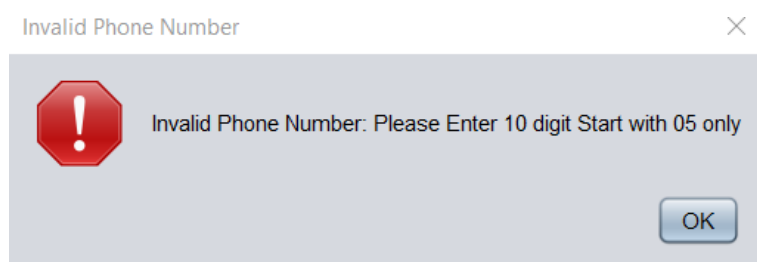 Invalid Phone Number
Invalid Phone Number: Please Enter 10 digit Start with 05 only
OK